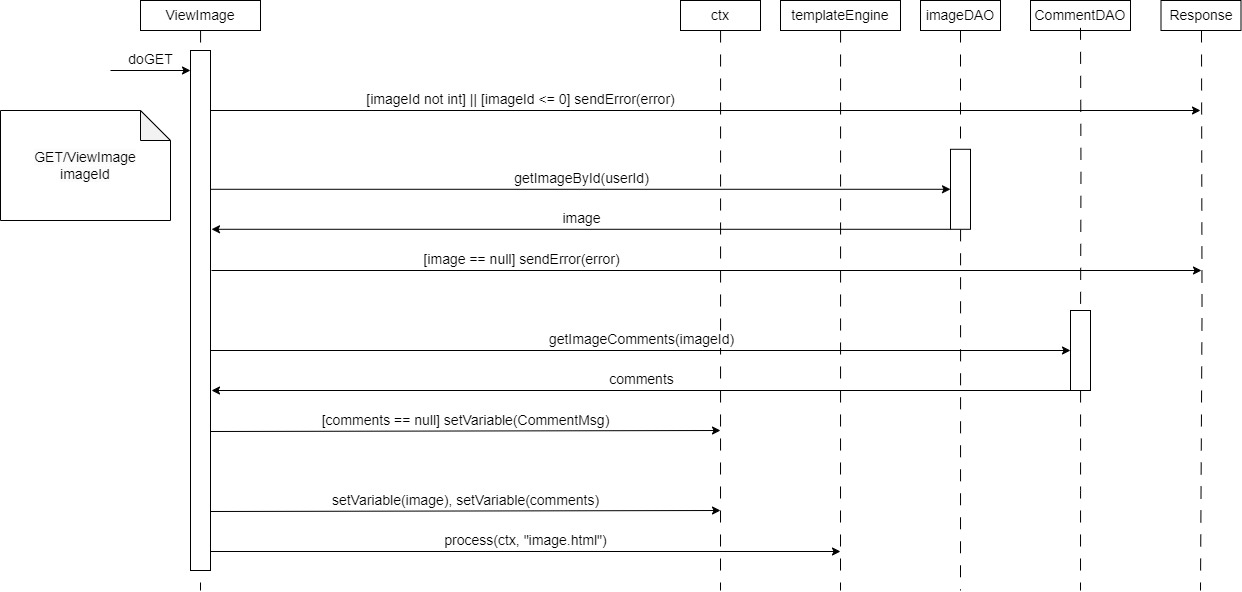 ViewImage
ctx
templateEngine
imageDAO
CommentDAO
Response
doGET
[imageId not int] || [imageId <= 0] sendError(error)
GET/ViewImage
imageId
getImageById(userId)
image
[image == null] sendError(error)
getImageComments(imageId)
comments
[comments == null] setVariable(CommentMsg)
setVariable(image), setVariable(comments)
process(ctx, "image.html")